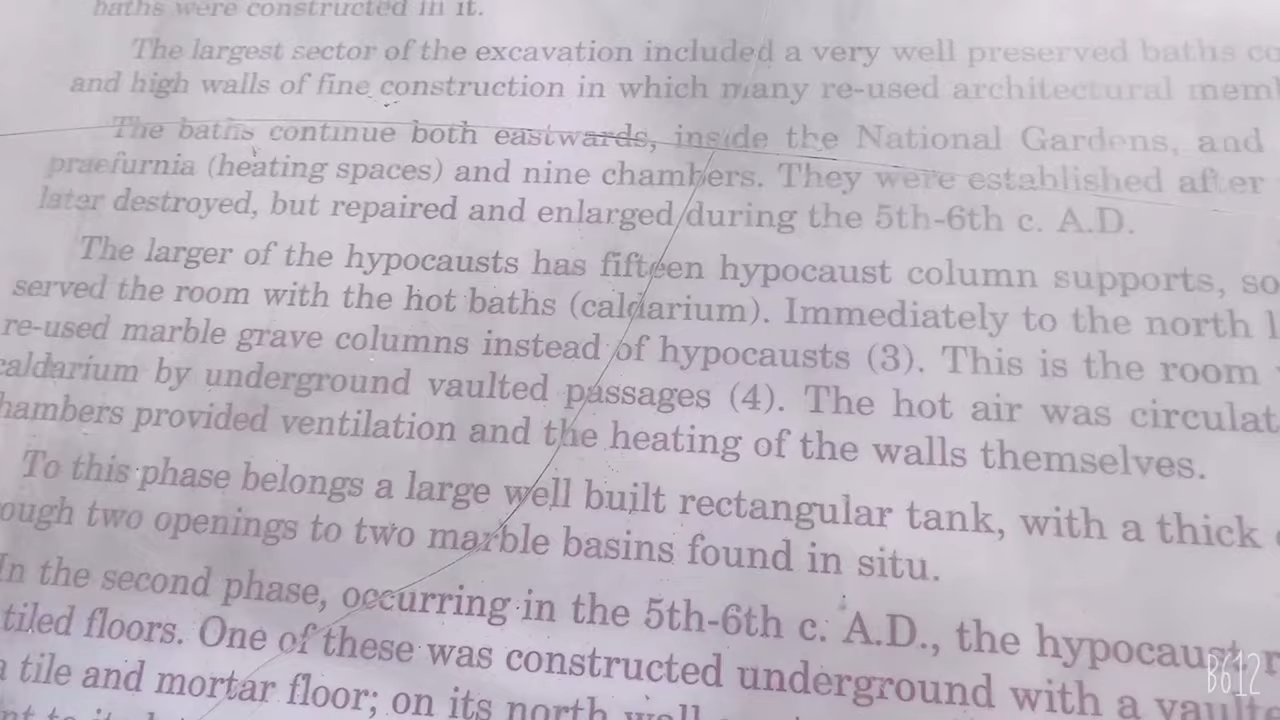 baths were constructed in it.
The largest sector of the excavation included a very well preserved baths
and high walls of fine construction in which many re-used architectural
The baths continue both eastwards, inside the National Gardens, and
praefurnia (heating spaces) and nine chambers. They were established after
later destroyed, but repaired and enlarged during the 5th-6th c. A.D.
The larger of the hypocausts has fifteen hypocaust column supports, so
served the room with the hot baths (caldarium). Immediately to the north
re-used marble grave columns instead of hypocausts (3). This is the room
caldarium by underground vaulted passages (4). The hot air was circulat
hambers provided ventilation and the heating of the walls themselves.
To this phase belongs a large well built rectangular tank, with a thick
ough two openings to two marble basins found in situ.
In the second phase, occurring in the 5th-6th c. A.D., the hypocaust
tiled floors. One of these was constructed underground with a vaulte
a tile and mortar floor; on its north wall
B612